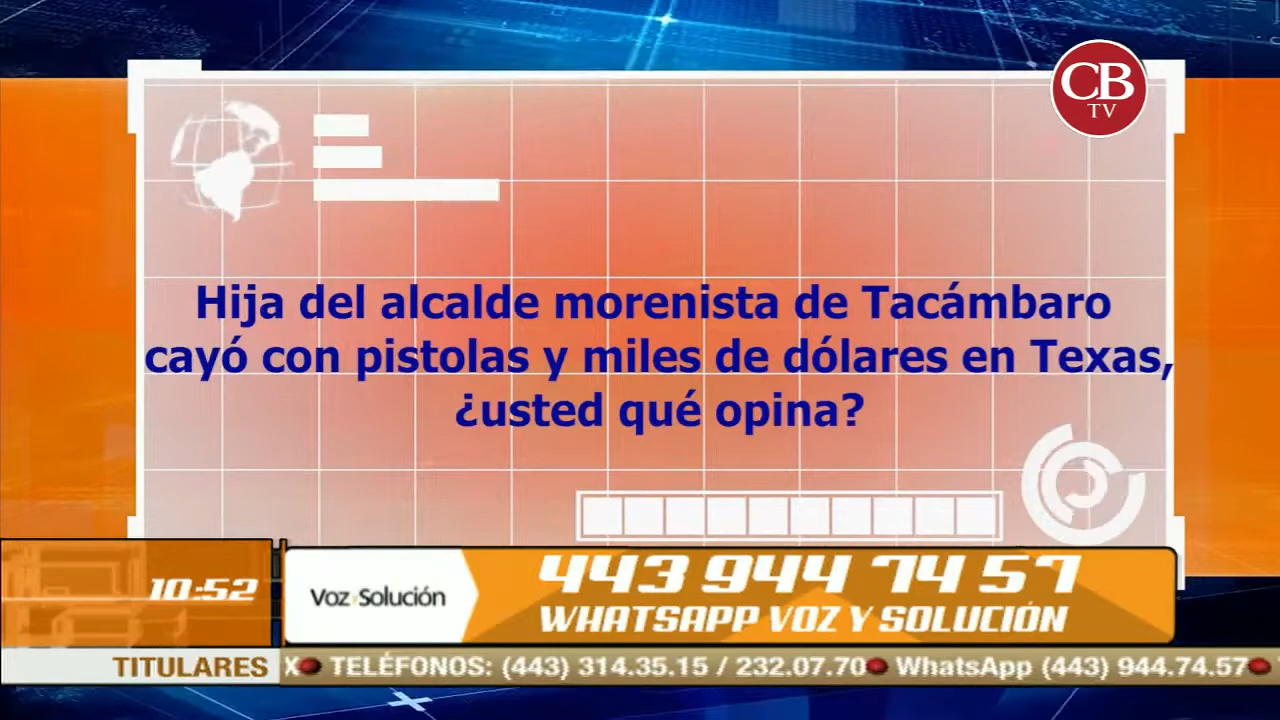 CB
TV
Hija del alcalde morenista de Tacámbaro
cayó con pistolas y miles de dólares en Texas,
¿usted qué opina?
10:52
Voz y Solución
443 944 74 57
WHATSAPP VOZ Y SOLUCIÓN
TITULARES
X TELÉFONOS: (443) 314.35.15 / 232.07.70 WhatsApp (443) 944.74.57